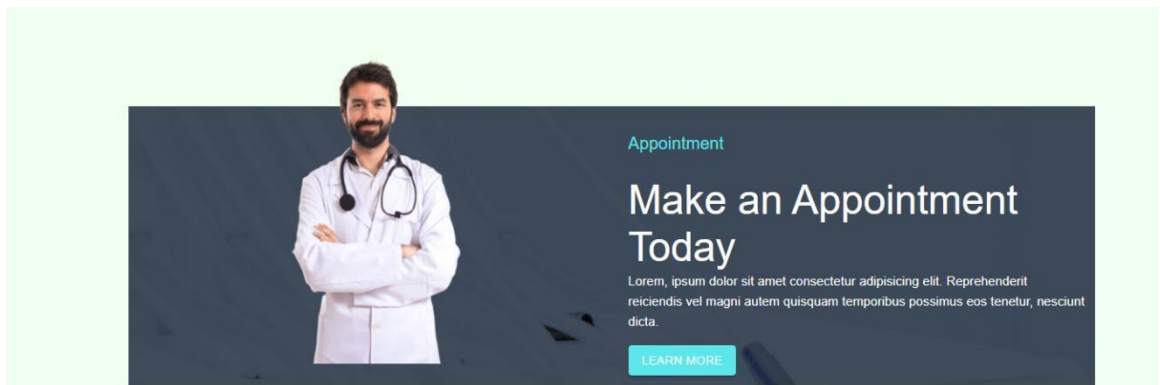 Appointment
Make an Appointment
Today
Lorem, ipsum dolor sit amet consectetur adipisicing elit. Reprehenderit
reiciendis vel magni autem quisquam temporibus possimus eos tenetur, nesciunt
dicta.
LEARN MORE